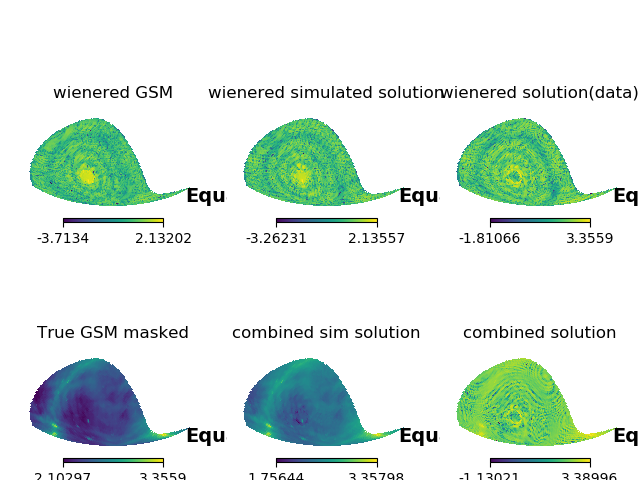 wienered GSM
wienered simulated solution
wienered solution(data)
Equ
Equ
Eq
-3.7134 2.13202
-3.26231 2.13557
-1.81066 3.3559
True GSM masked
combined sim solution
combined solution
Equ
Equ
Eq
2.10297 3.3559
1.75644 3.35798
-1.13021 3.38996